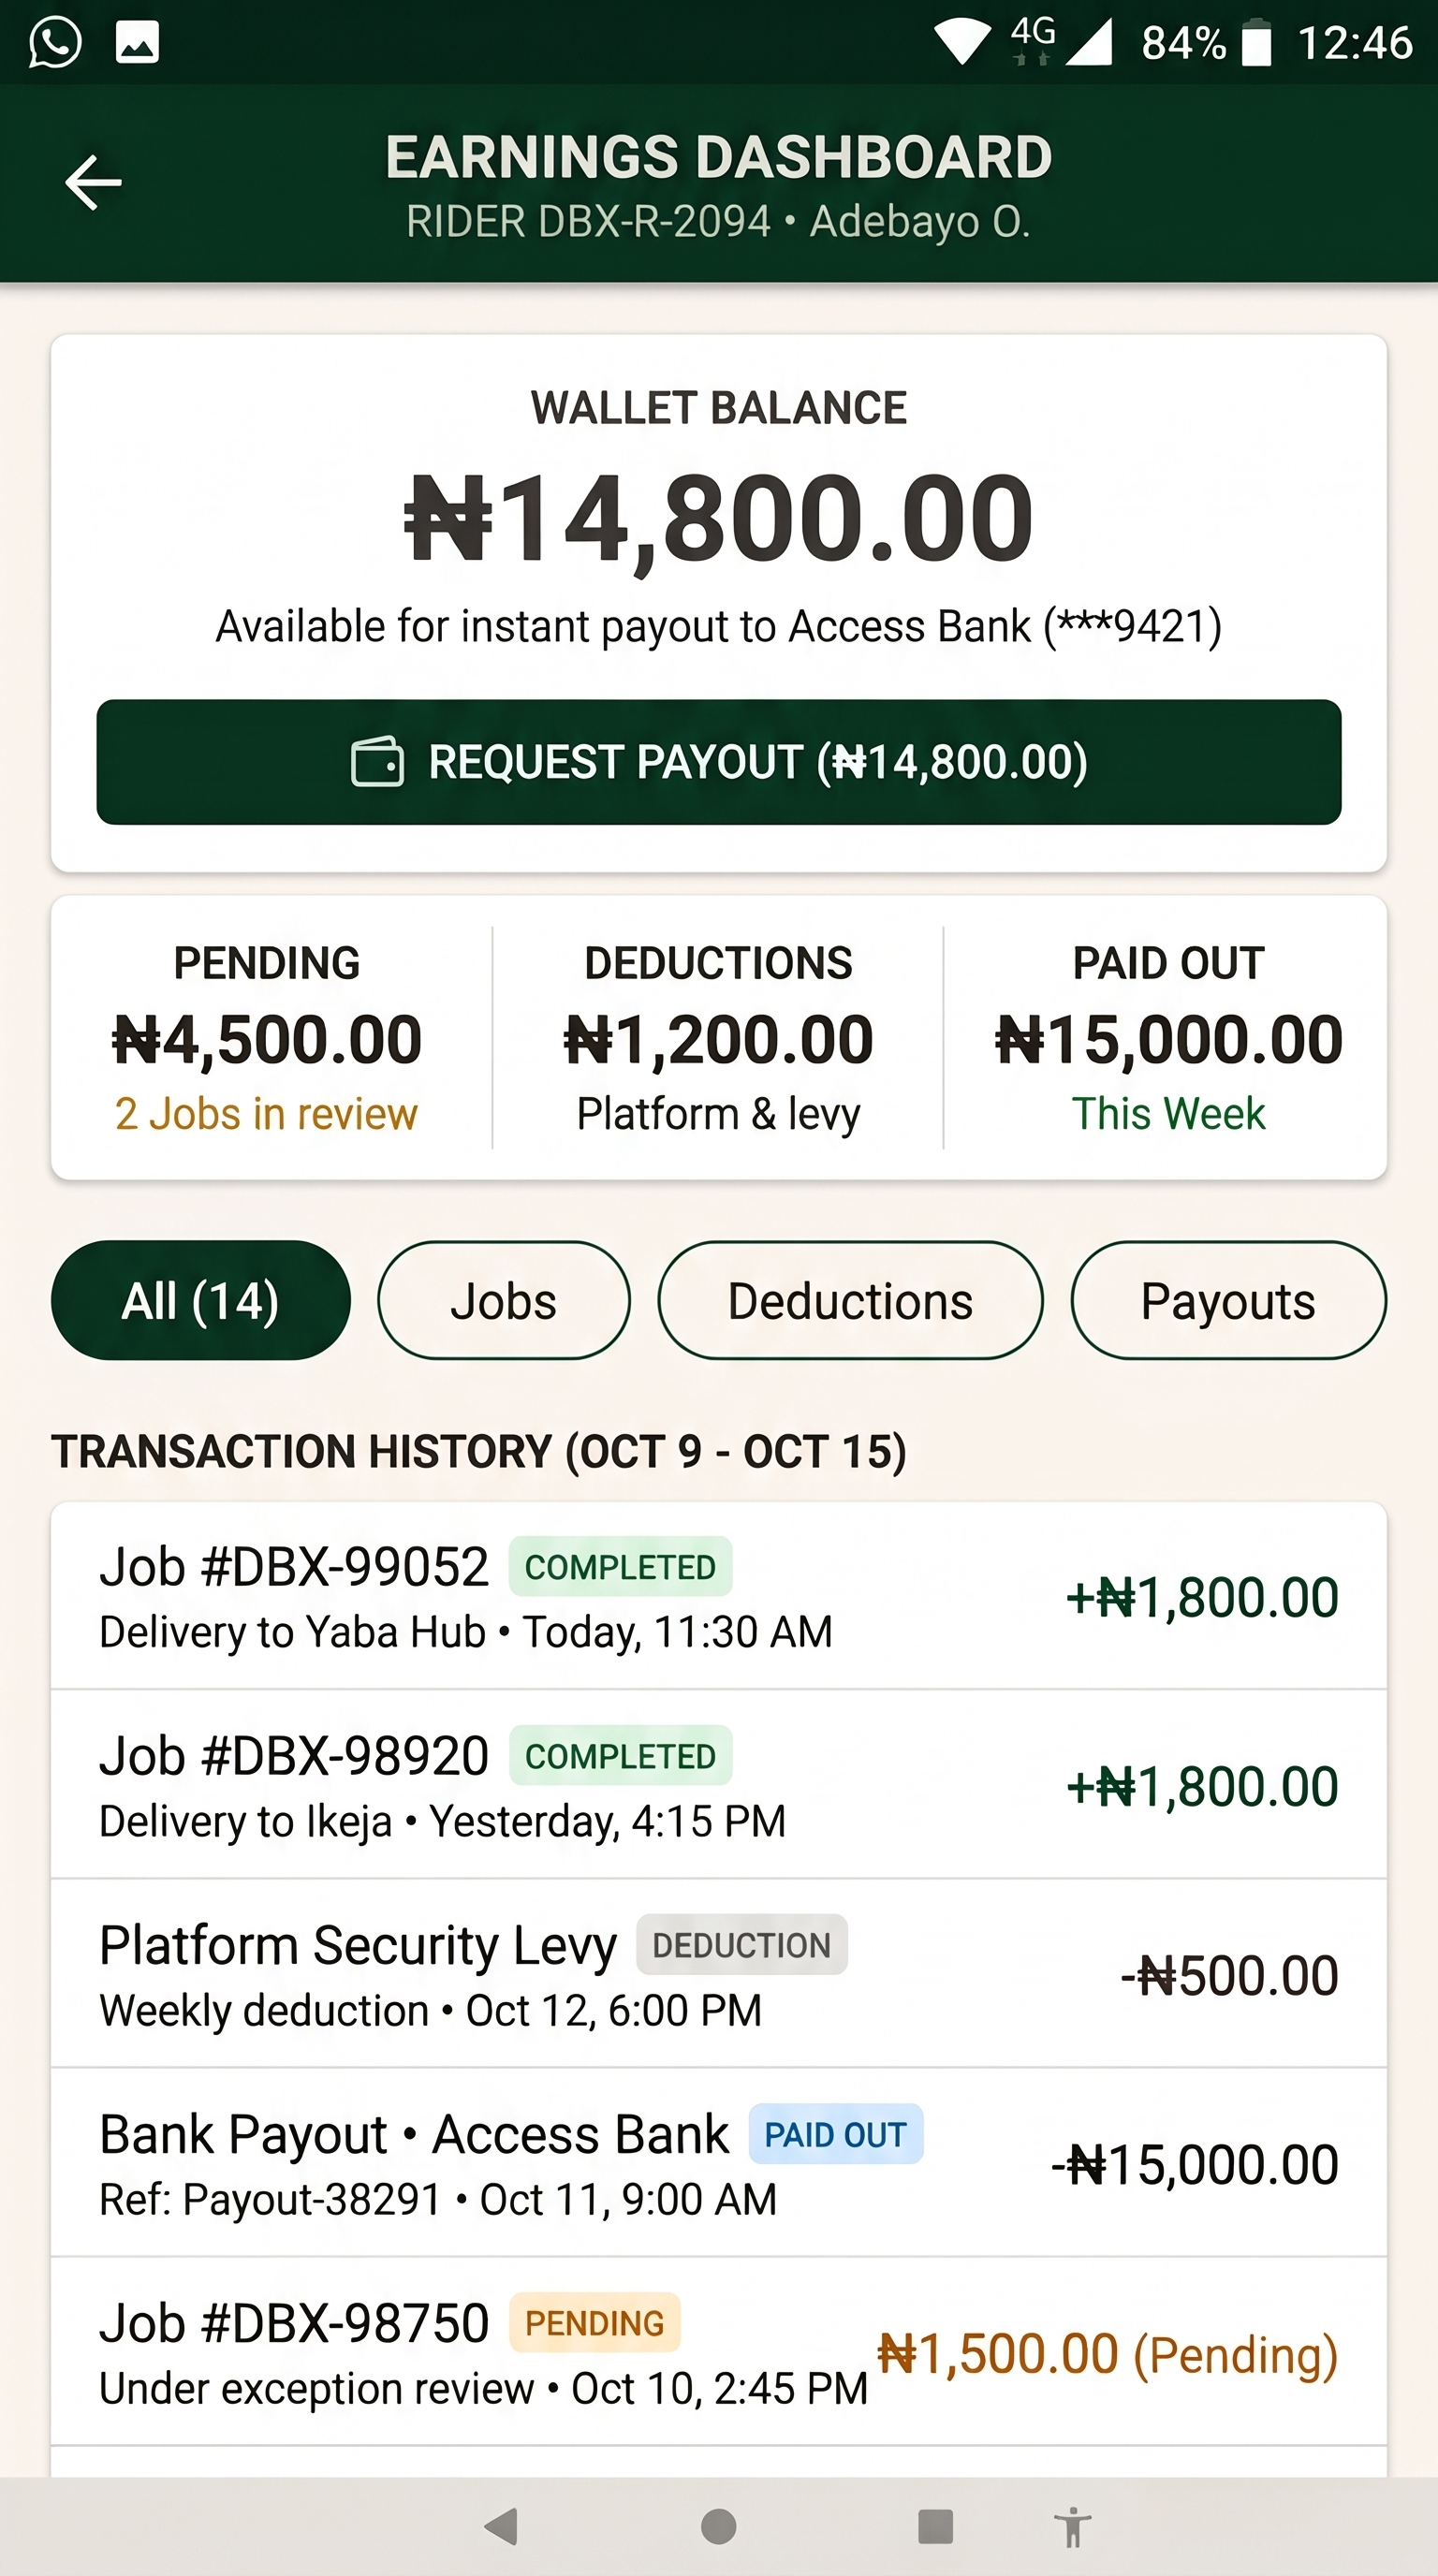 4G 84% 12:46
EARNINGS DASHBOARD
RIDER DBX-R-2094 • Adebayo O.
WALLET BALANCE
₦14,800.00
Available for instant payout to Access Bank (***9421)
REQUEST PAYOUT (₦14,800.00)
PENDING
₦4,500.00
2 Jobs in review
DEDUCTIONS
₦1,200.00
Platform & levy
PAID OUT
₦15,000.00
This Week
All (14) Jobs Deductions Payouts
TRANSACTION HISTORY (OCT 9 - OCT 15)
Job #DBX-99052 COMPLETED
Delivery to Yaba Hub • Today, 11:30 AM
+₦1,800.00
Job #DBX-98920 COMPLETED
Delivery to Ikeja • Yesterday, 4:15 PM
+₦1,800.00
Platform Security Levy DEDUCTION
Weekly deduction • Oct 12, 6:00 PM
-₦500.00
Bank Payout • Access Bank PAID OUT
Ref: Payout-38291 • Oct 11, 9:00 AM
-₦15,000.00
Job #DBX-98750 PENDING
Under exception review • Oct 10, 2:45 PM
₦1,500.00 (Pending)